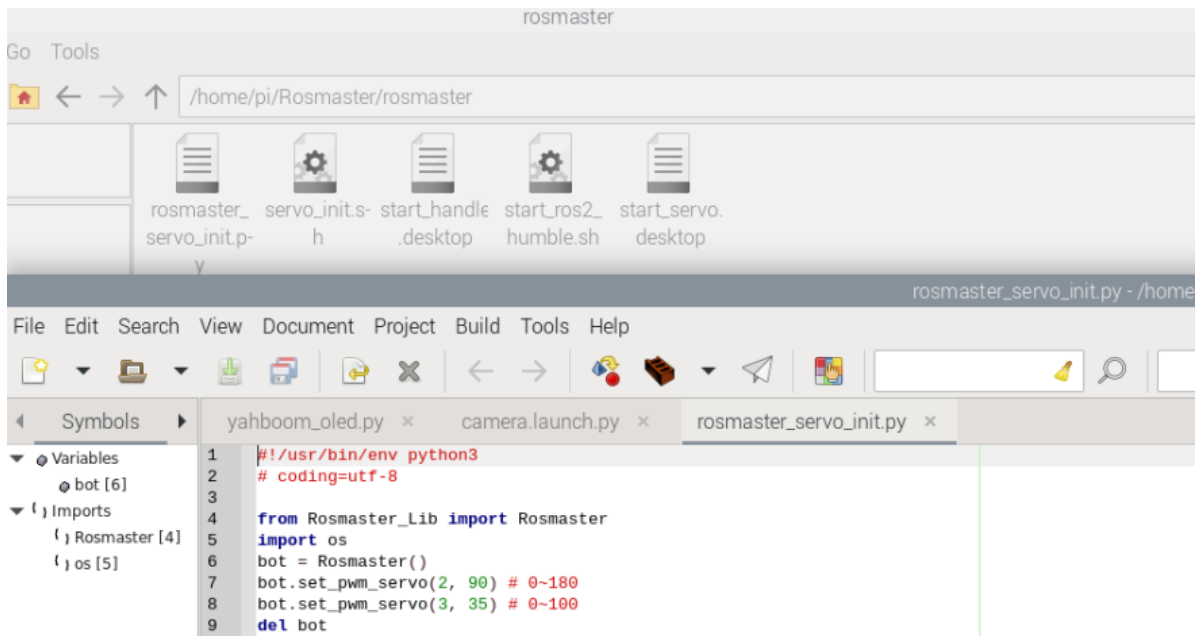 rosmaster
Go Tools
/home/pi/Rosmaster/rosmaster
rosmaster_ servo_init.s- start_handle start_ros2_ start_servo.
servo_init.p- h .desktop humble.sh desktop
y
rosmaster_servo_init.py - /home
File Edit Search View Document Project Build Tools Help
Symbols yahboom_oled.py × camera.launch.py × rosmaster_servo_init.py ×
Variables
bot [6]
Imports
Rosmaster [4]
os [5]
1 #!/usr/bin/env python3
2 # coding=utf-8
3
4 from Rosmaster_Lib import Rosmaster
5 import os
6 bot = Rosmaster()
7 bot.set_pwm_servo(2, 90) # 0~180
8 bot.set_pwm_servo(3, 35) # 0~100
9 del bot